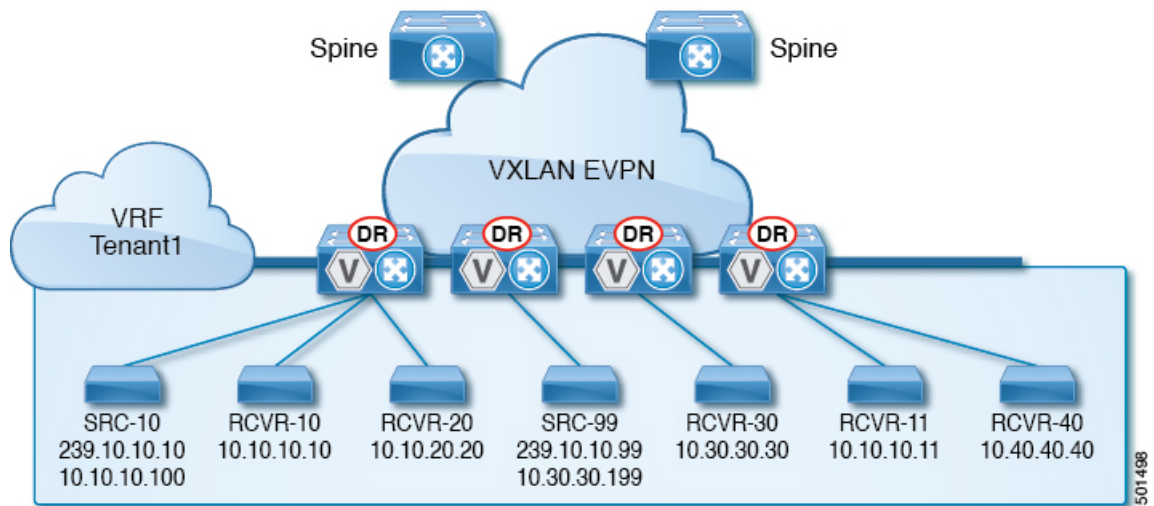 Spine
Spine
VXLAN EVPN
VRF
Tenant1
DR
DR
DR
DR
V
V
V
V
SRC-10
239.10.10.10
10.10.10.100
RCVR-10
10.10.10.10
RCVR-20
10.10.20.20
SRC-99
239.10.10.99
10.30.30.199
RCVR-30
10.30.30.30
RCVR-11
10.10.10.11
RCVR-40
10.40.40.40
501498